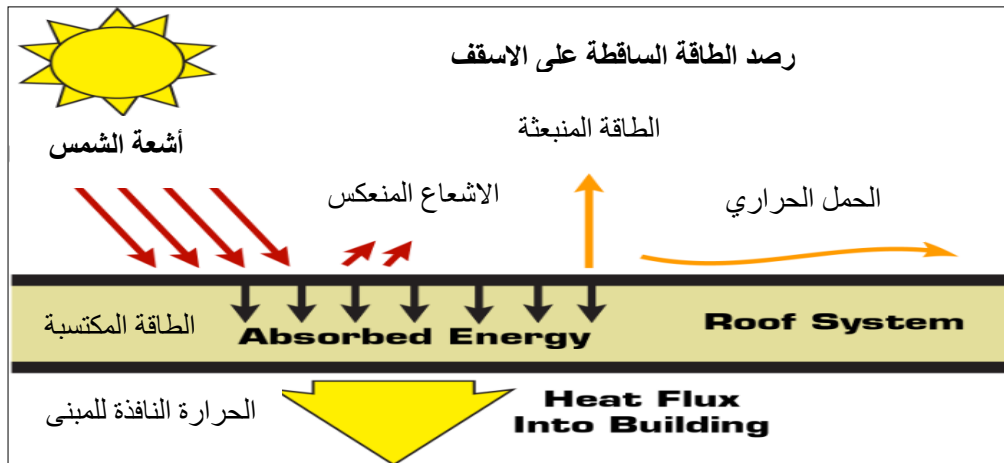 رصد الطاقة الساقطة على الاسقف
الطاقة المنبعثة
أشعة الشمس
الاشعاع المنعكس
الحمل الحراري
الطاقة المكتسبة
Absorbed Energy
Roof System
الحرارة النافذة للمبنى
Heat Flux
Into Building